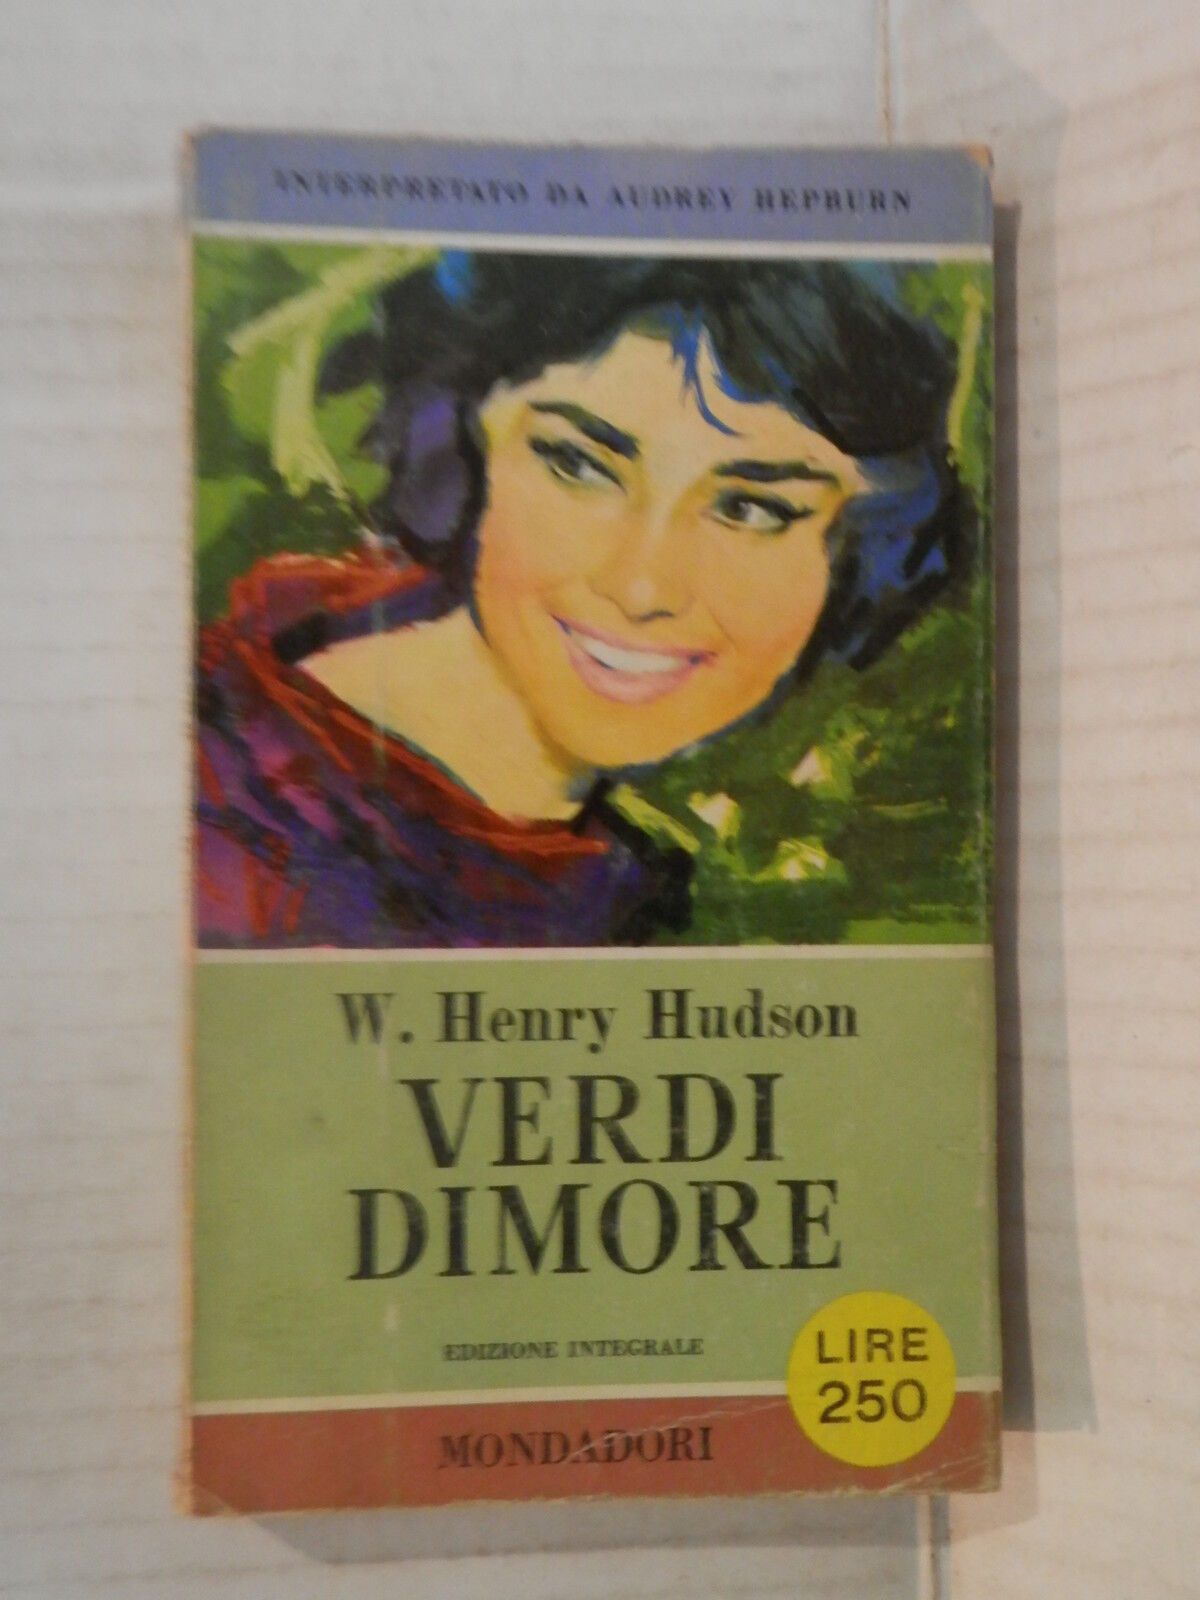 INTERPRETATO DA AUDREY HEPBURN
W. Henry Hudson
VERDI
DIMORE
EDIZIONE INTEGRALE
LIRE
250
MONDADORI